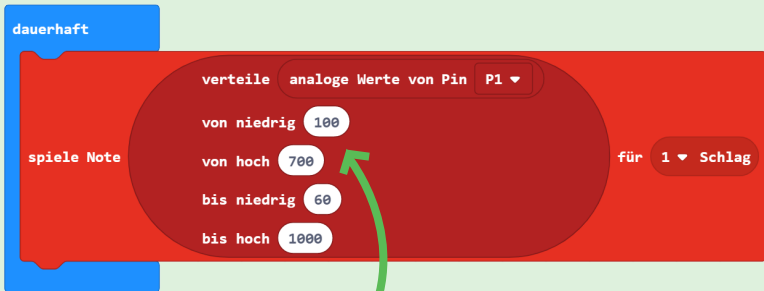 dauerhaft
verteile analoge Werte von Pin P1
von niedrig 100
spiele Note von hoch 700 für 1 Schlag
bis niedrig 60
bis hoch 1000